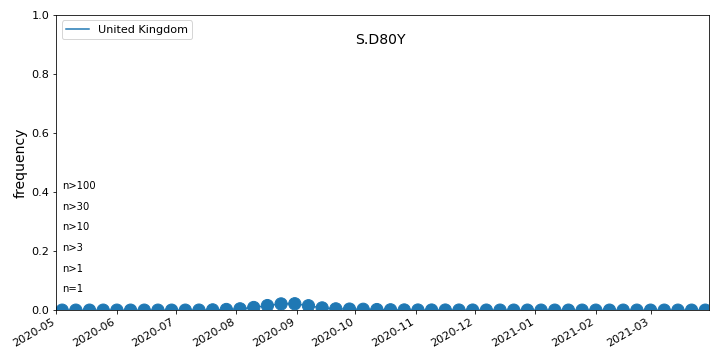 1.0
United Kingdom
S.D80Y
0.8
0.6
frequency
0.4
n>100
n>30
n>10
0.2
n>3
n>1
n=1
0.0
2020-05
2020-06
2020-07
2020-08
2020-09
2020-10
2020-11
2020-12
2021-01
2021-02
2021-03